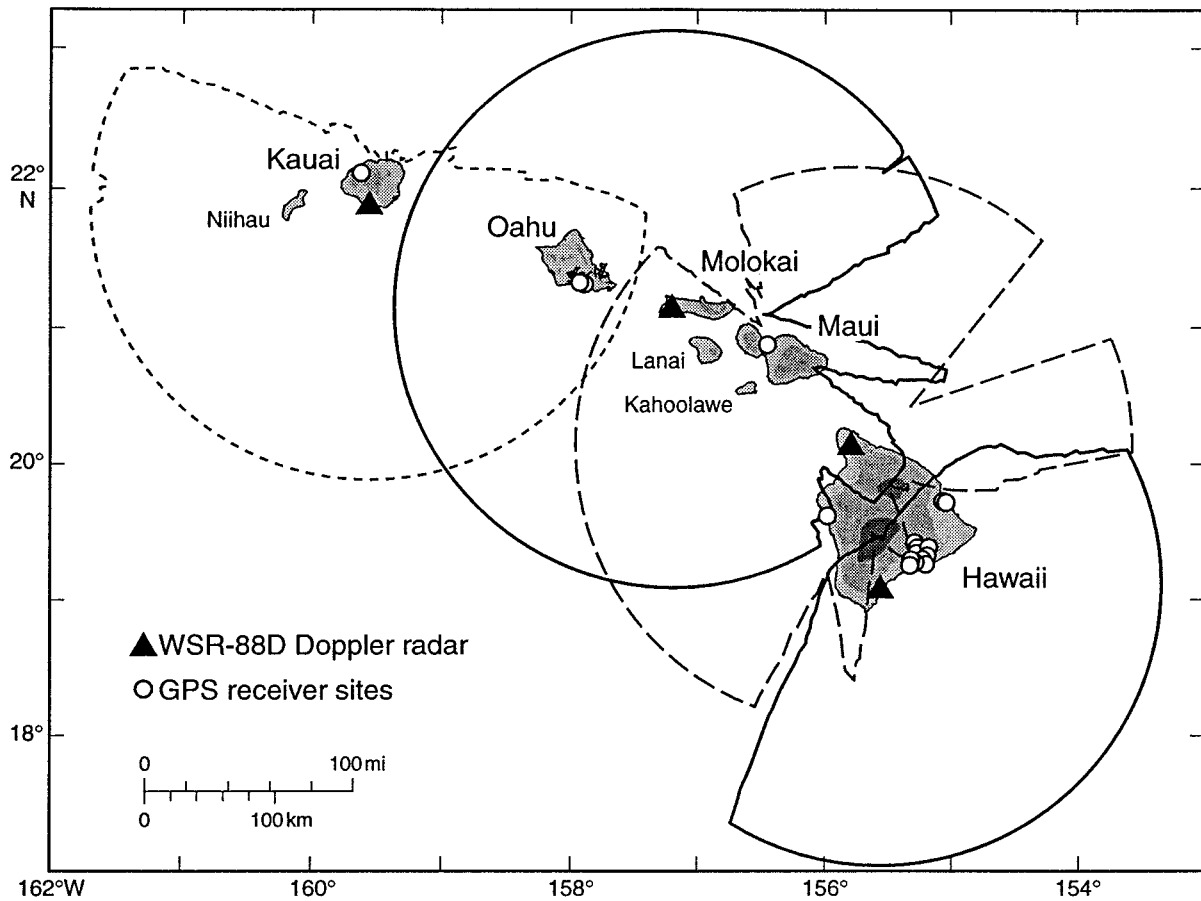 Kauai
22°
N
Niihau
Oahu
Molokai
Maui
Lanai
Kahoolawe
20°
Hawaii
WSR-88D Doppler radar
GPS receiver sites
18°
0 100 mi
0 100 km
162°W 160° 158° 156° 154°